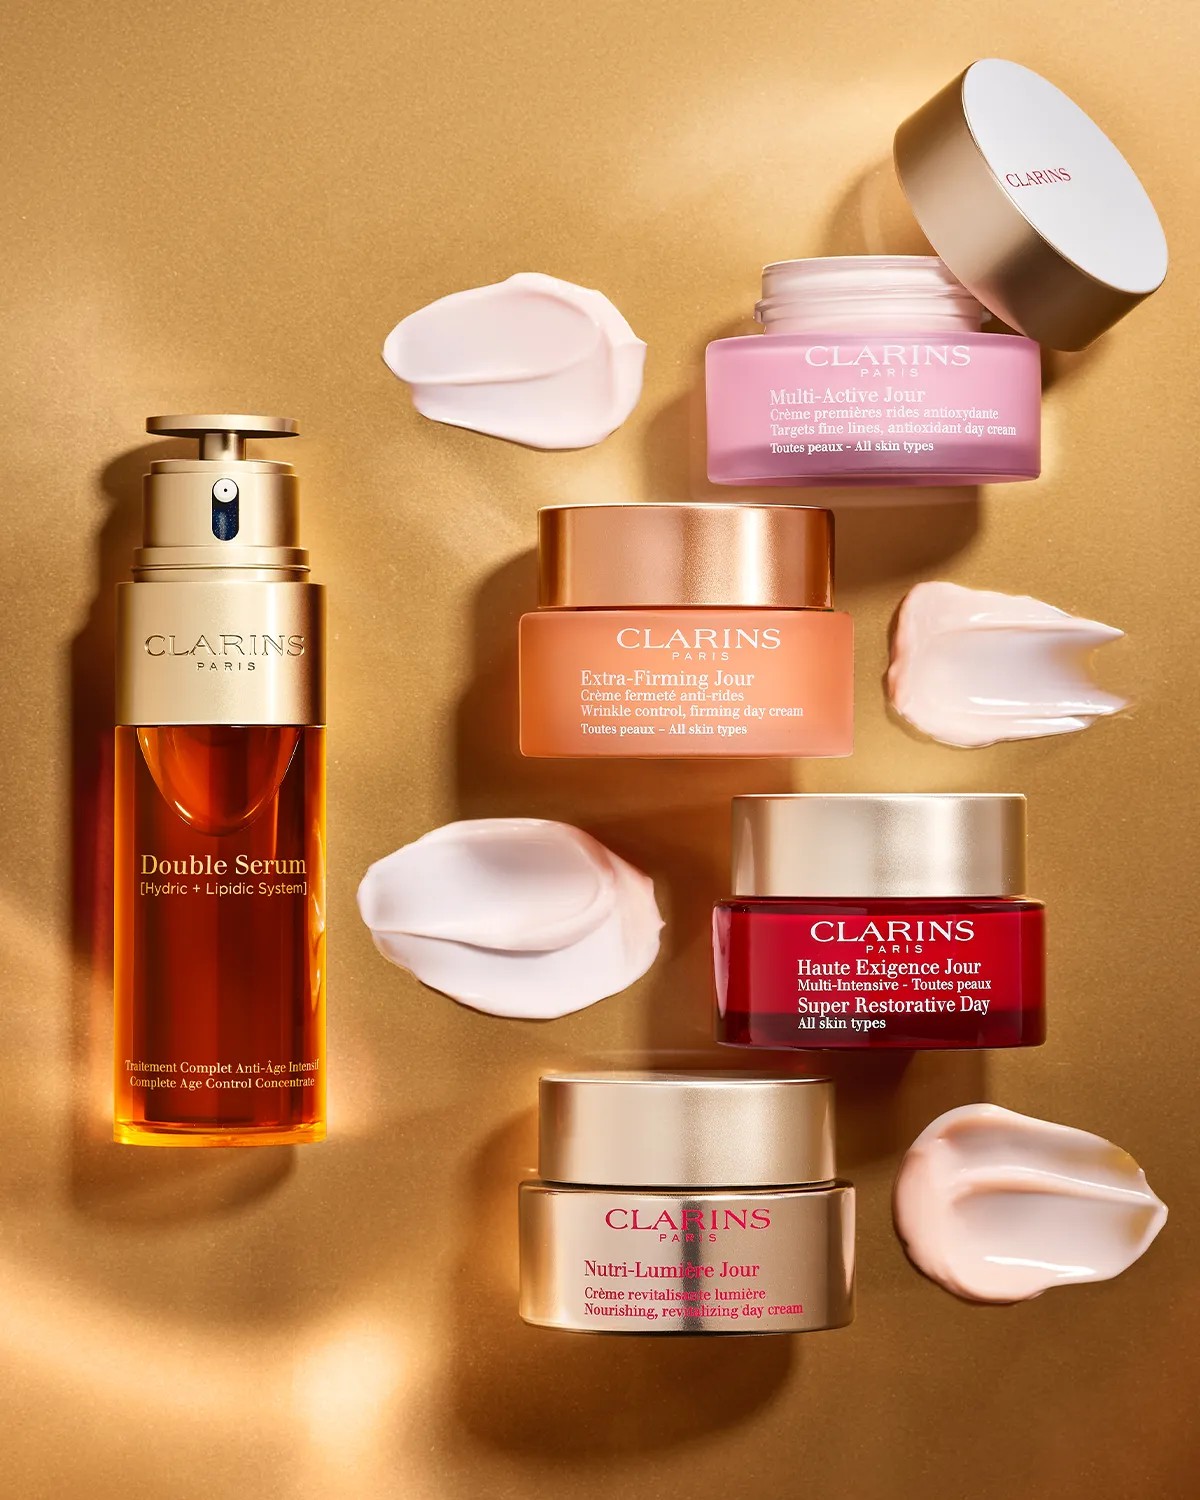 CLARINS
CLARINS
PARIS
Multi-Active Jour
Crème premières rides antioxydante
Targets fine lines, antioxidant day cream
Toutes peaux - All skin types
CLARINS
PARIS
Extra-Firming Jour
Crème fermeté anti-rides
Wrinkle control, firming day cream
Toutes peaux – All skin types
CLARINS
PARIS
Double Serum
[Hydric + Lipidic System]
Traitement Complet Anti-Âge Intensif
Complete Age Control Concentrate
CLARINS
PARIS
Haute Exigence Jour
Multi-Intensive - Toutes peaux
Super Restorative Day
All skin types
CLARINS
PARIS
Nutri-Lumière Jour
Crème revitalisante lumière
Nourishing, revitalizing day cream